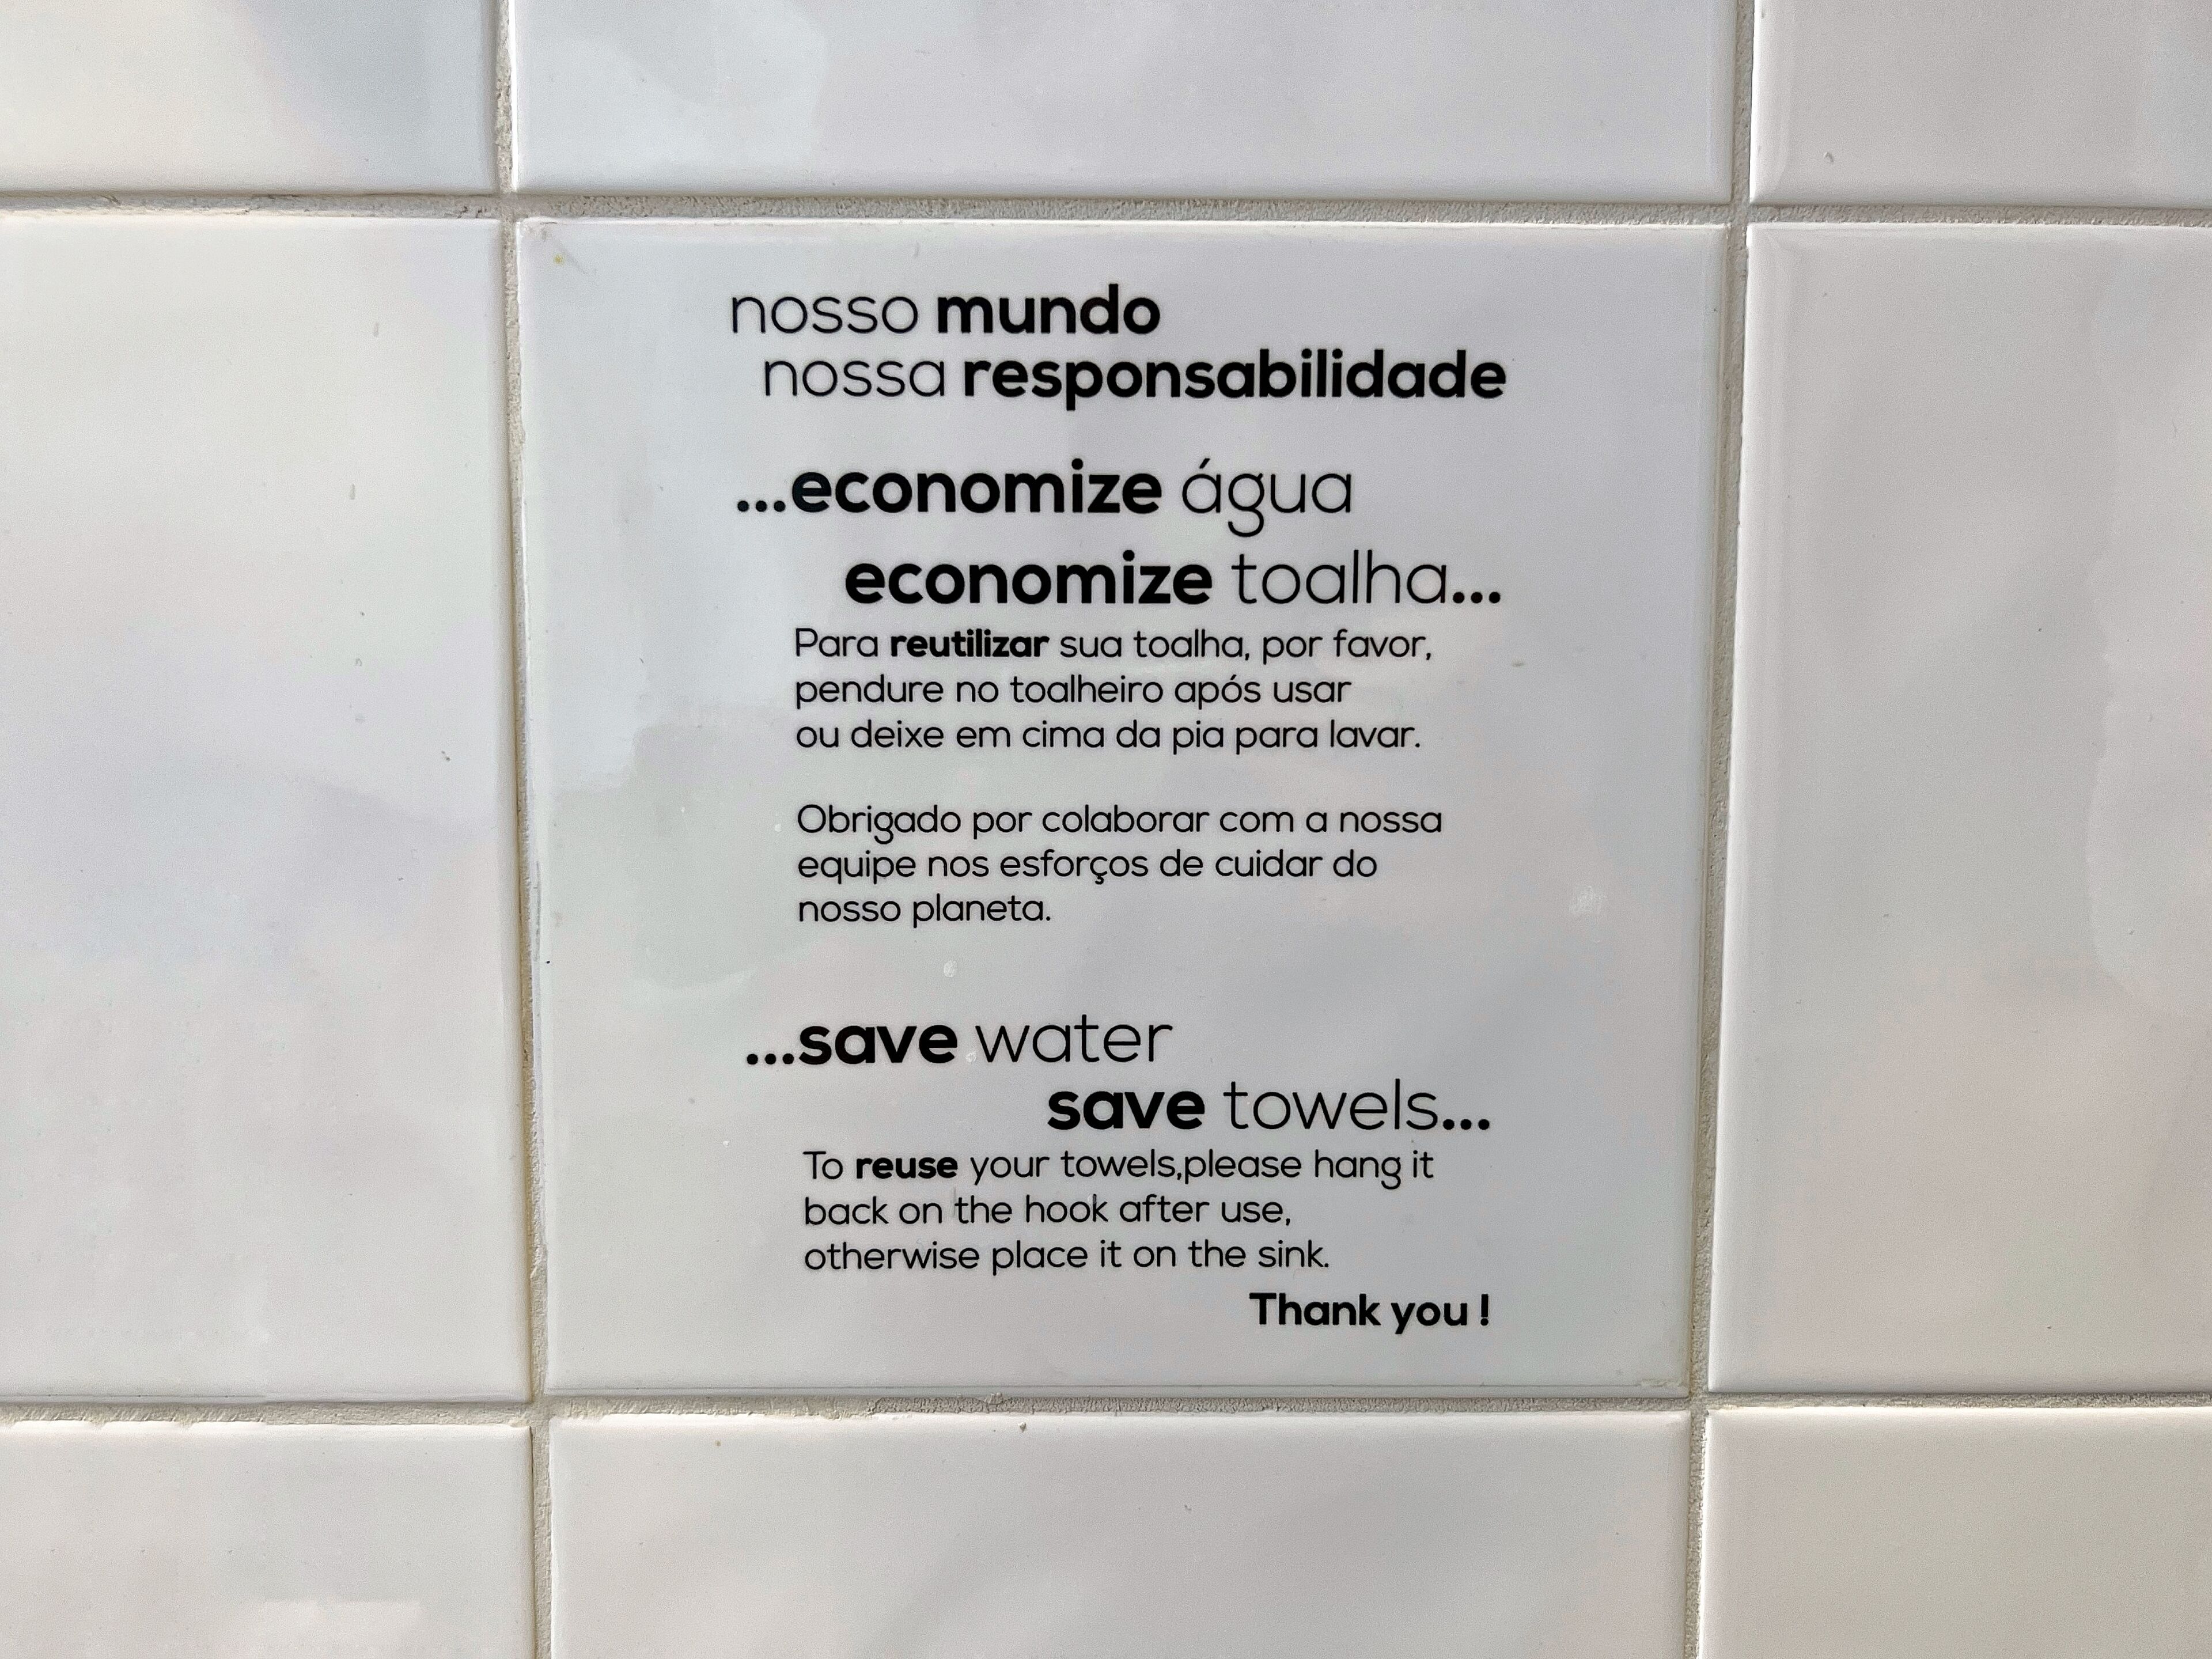 nosso mundo
nossa responsabilidade
...economize água
economize toalha...
Para reutilizar sua toalha, por favor,
pendure no toalheiro após usar
ou deixe em cima da pia para lavar.
Obrigado por colaborar com a nossa
equipe nos esforços de cuidar do
nosso planeta.
...save water
save towels...
To reuse your towels,please hang it
back on the hook after use,
otherwise place it on the sink.
Thank you !